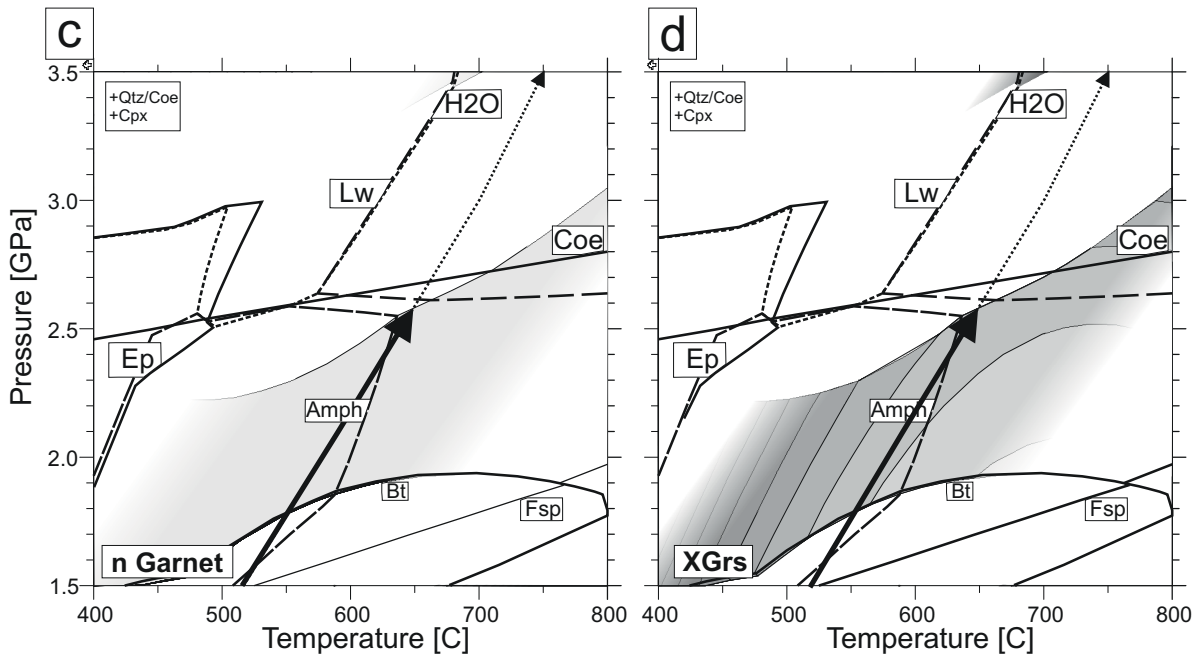 c
d
3.5
+Qtz/Coe
+Cpx
H2O
Lw
3.0
Coe
2.5
Ep
Amph
2.0
Bt
Fsp
n Garnet
1.5
400
500
600
700
800
Pressure [GPa]
Temperature [C]
+Qtz/Coe
+Cpx
H2O
Lw
Coe
Ep
Amph
Bt
Fsp
XGrs
400
500
600
700
800
Temperature [C]